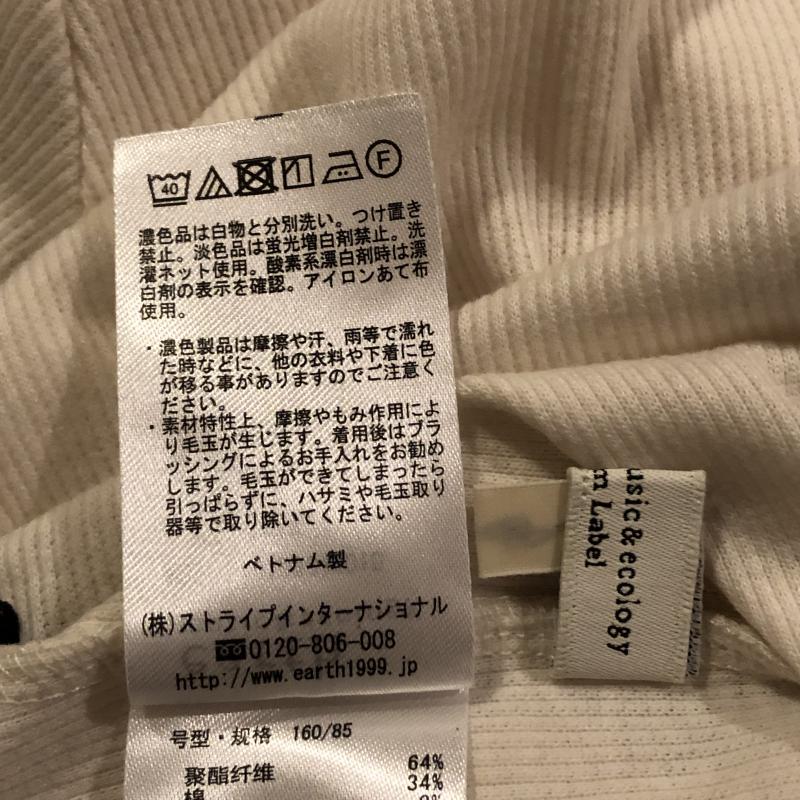 40
F
濃色品は白物と分別洗い。つけ置き
禁止。淡色品は蛍光増白剤禁止。洗
濯ネット使用。酸素系漂白剤時は漂
白剤の表示を確認。アイロンあて布
使用。
・濃色製品は摩擦や汗、雨等で濡れ
た時などに、他の衣料や下着に色
が移る事がありますのでご注意く
ださい。
・素材特性上、摩擦やもみ作用によ
り毛玉が生じます。着用後はブラ
ッシングによるお手入れをお勧め
します。毛玉ができてしまったら
引っぱらずに、ハサミや毛玉取り
器等で取り除いてください。
ベトナム製
(株)ストライプインターナショナル
0120-806-008
http://www.earth1999.jp
号型・规格 160/85
聚酯纤维 64%
棉 34%
usic&ecology
Label